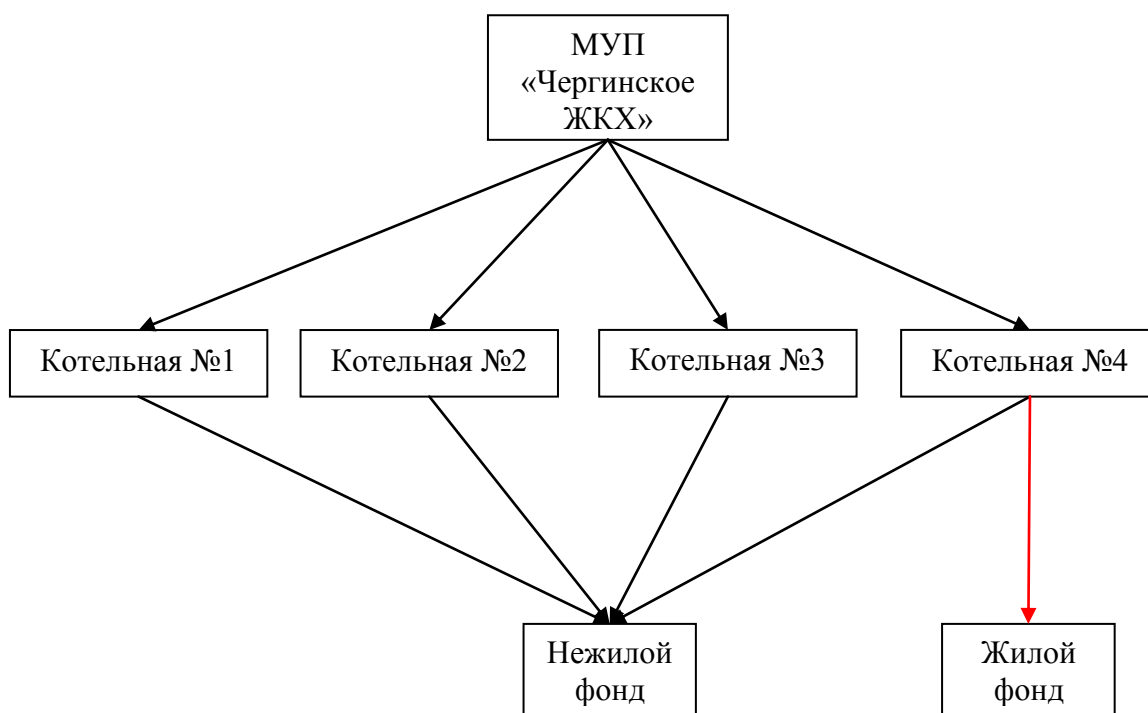 МУП
«Чергинское
ЖКХ»
Котельная №1
Котельная №2
Котельная №3
Котельная №4
Нежилой
фонд
Жилой
фонд